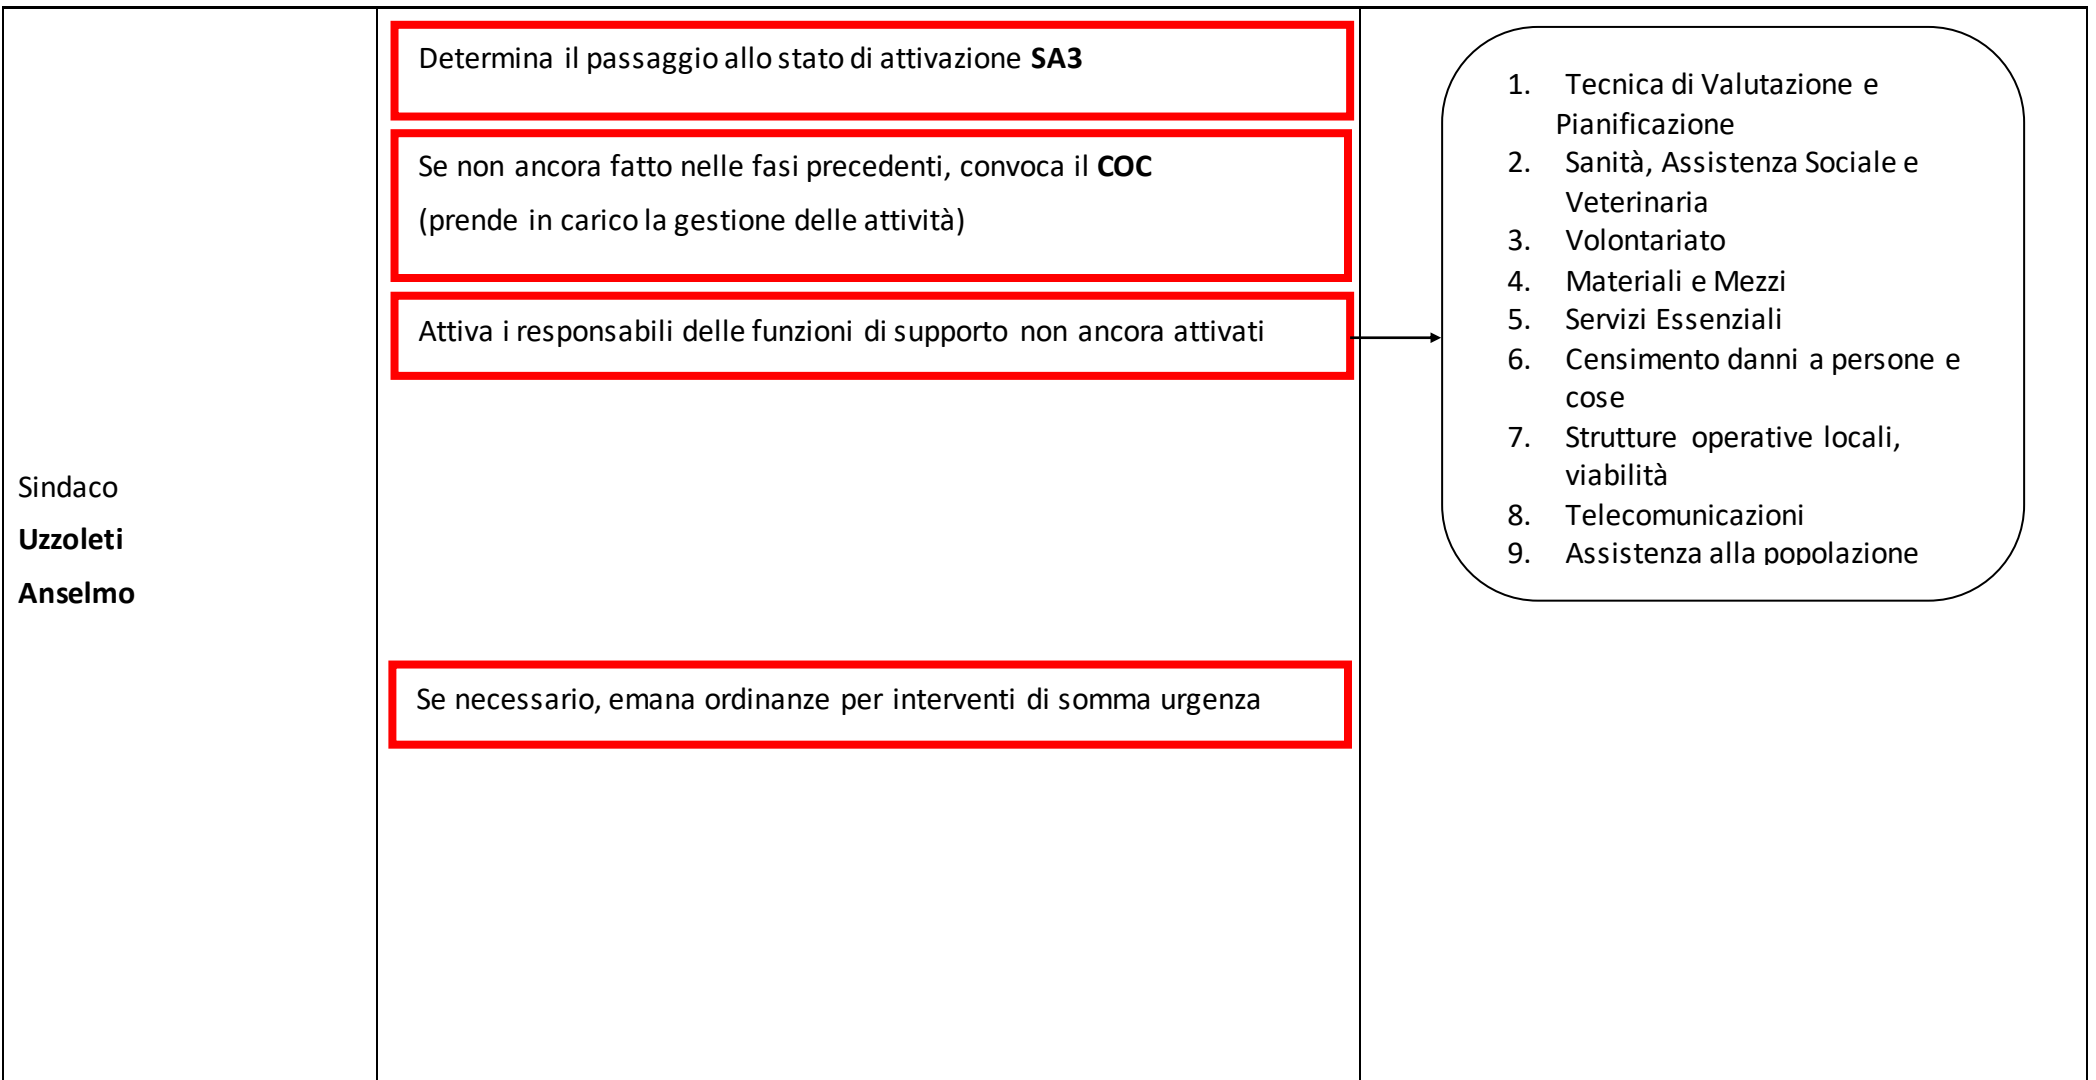 Sindaco
Uzzoleti
Anselmo
Determina il passaggio allo stato di attivazione SA3
Se non ancora fatto nelle fasi precedenti, convoca il COC
(prende in carico la gestione delle attività)
Attiva i responsabili delle funzioni di supporto non ancora attivati
Se necessario, emana ordinanze per interventi di somma urgenza
1. Tecnica di Valutazione e
Pianificazione
2. Sanità, Assistenza Sociale e
Veterinaria
3. Volontariato
4. Materiali e Mezzi
5. Servizi Essenziali
6. Censimento danni a persone e
cose
7. Strutture operative locali,
viabilità
8. Telecomunicazioni
9. Assistenza alla popolazione